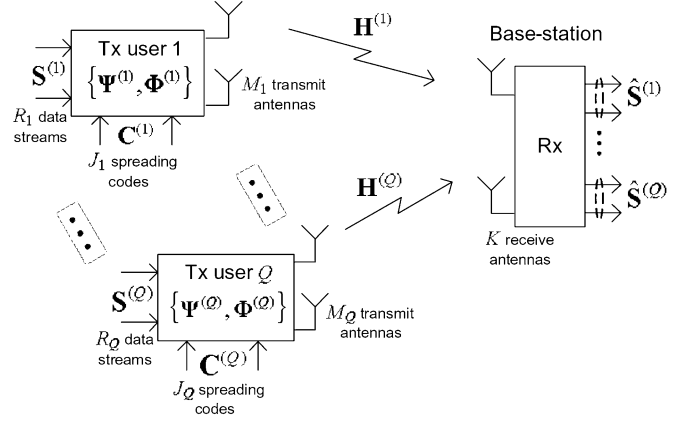 Tx user 1
{Ψ^(1), Φ^(1)}
S^(1)
R_1 data
streams
C^(1)
J_1 spreading
codes
M_1 transmit
antennas
H^(1)
Base-station
Rx
Ŝ^(1)
Ŝ^(Q)
K receive
antennas
H^(Q)
Tx user Q
{Ψ^(Q), Φ^(Q)}
S^(Q)
R_Q data
streams
C^(Q)
J_Q spreading
codes
M_Q transmit
antennas